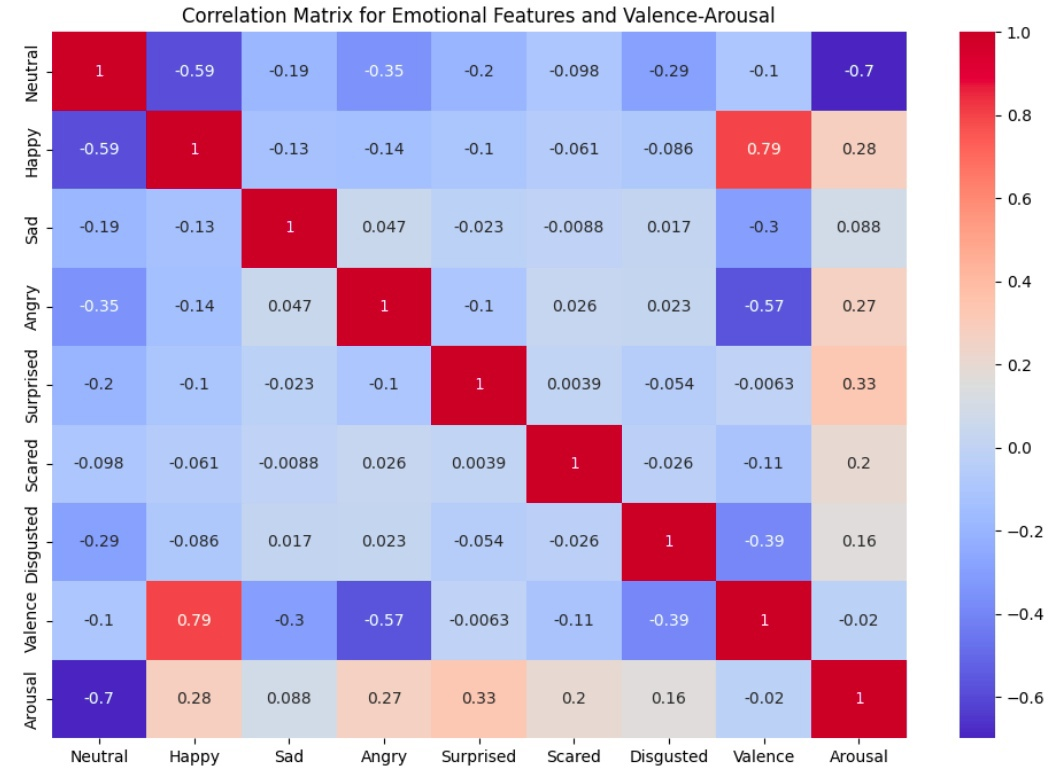 Correlation Matrix for Emotional Features and Valence-Arousal
Neutral 1 -0.59 -0.19 -0.35 -0.2 -0.098 -0.29 -0.1 -0.7
Happy -0.59 1 -0.13 -0.14 -0.1 -0.061 -0.086 0.79 0.28
Sad -0.19 -0.13 1 0.047 -0.023 -0.0088 0.017 -0.3 0.088
Angry -0.35 -0.14 0.047 1 -0.1 0.026 0.023 -0.57 0.27
Surprised -0.2 -0.1 -0.023 -0.1 1 0.0039 -0.054 -0.0063 0.33
Scared -0.098 -0.061 -0.0088 0.026 0.0039 1 -0.026 -0.11 0.2
Disgusted -0.29 -0.086 0.017 0.023 -0.054 -0.026 1 -0.39 0.16
Valence -0.1 0.79 -0.3 -0.57 -0.0063 -0.11 -0.39 1 -0.02
Arousal -0.7 0.28 0.088 0.27 0.33 0.2 0.16 -0.02 1
Neutral Happy Sad Angry Surprised Scared Disgusted Valence Arousal
1.0
0.8
0.6
0.4
0.2
0.0
−0.2
−0.4
−0.6